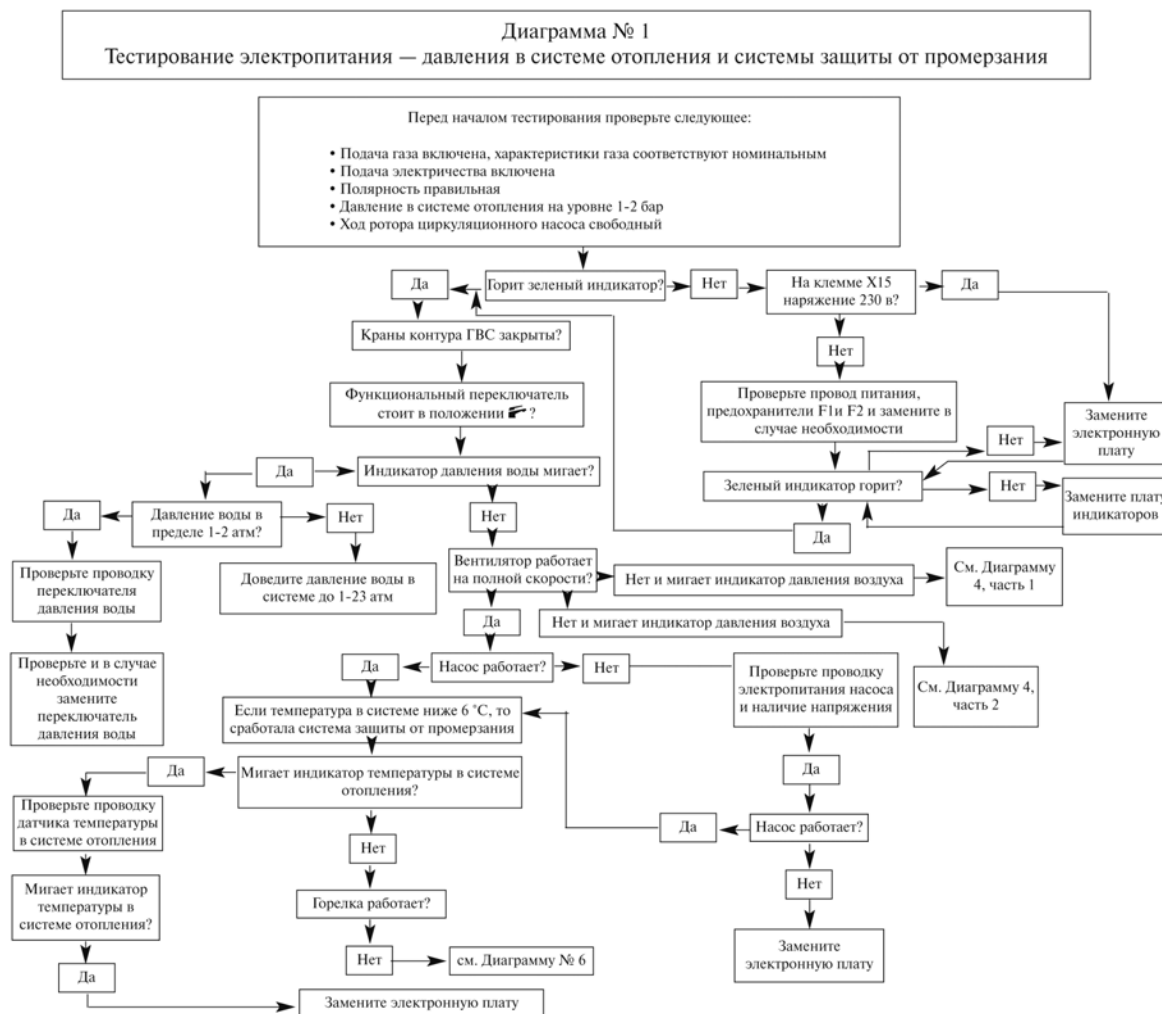 Диаграмма № 1
Тестирование электропитания — давления в системе отопления и системы защиты от промерзания
Перед началом тестирования проверьте следующее:
• Подача газа включена, характеристики газа соответствуют номинальным
• Подача электричества включена
• Полярность правильная
• Давление в системе отопления на уровне 1-2 бар
• Ход ротора циркуляционного насоса свободный
Да
Горит зеленый индикатор?
Нет
На клемме X15
наряжение 230 в?
Да
Краны контура ГВС закрыты?
Нет
Функциональный переключатель
стоит в положении ?
Проверьте провод питания,
предохранители F1и F2 и замените в
случае необходимости
Замените
электронную
плату
Нет
Да
Индикатор давления воды мигает?
Зеленый индикатор горит?
Нет
Замените плату
индикаторов
Да
Давление воды в
пределе 1-2 атм?
Нет
Нет
Да
Проверьте проводку
переключателя
давления воды
Доведите давление воды в
системе до 1-23 атм
Вентилятор работает
на полной скорости?
Нет и мигает индикатор давления воздуха
См. Диаграмму
4, часть 1
Да
Нет и мигает индикатор давления воздуха
Проверьте и в случае
необходимости
замените
переключатель
давления воды
Да
Насос работает?
Нет
Проверьте проводку
электропитания насоса
и наличие напряжения
См. Диаграмму 4,
часть 2
Если температура в системе ниже 6 ˚С, то
сработала система защиты от промерзания
Да
Мигает индикатор температуры в системе
отопления?
Да
Проверьте проводку
датчика температуры
в системе отопления
Да
Насос работает?
Нет
Мигает индикатор
температуры в
системе отопления?
Горелка работает?
Нет
Нет
см. Диаграмму № 6
Замените
электронную плату
Да
Замените электронную плату